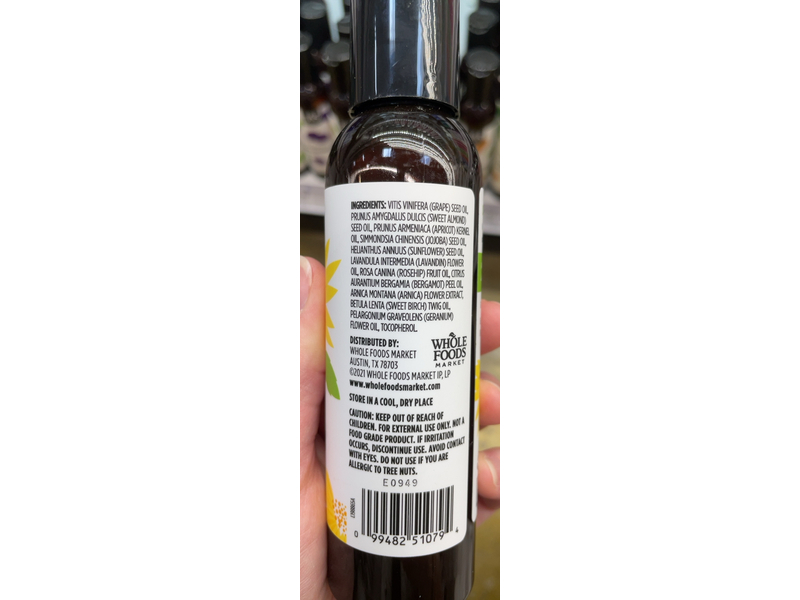 INGREDIENTS: VITIS VINIFERA (GRAPE) SEED OIL,
PRUNUS AMYGDALUS DULCIS (SWEET ALMOND)
SEED OIL, PRUNUS ARMENIACA (APRICOT) KERNEL
OIL, SIMMONDSIA CHINENSIS (JOJOBA) SEED OIL,
HELIANTHUS ANNUUS (SUNFLOWER) SEED OIL,
LAVANDULA INTERMEDIA (LAVANDIN) FLOWER
OIL, ROSA CANINA (ROSEHIP) FRUIT OIL, CITRUS
AURANTIUM BERGAMIA (BERGAMOT) PEEL OIL,
ARNICA MONTANA (ARNICA) FLOWER EXTRACT,
BETULA LENTA (SWEET BIRCH) TWIG OIL,
PELARGONIUM GRAVEOLENS (GERANIUM)
FLOWER OIL, TOCOPHEROL.
DISTRIBUTED BY:
WHOLE FOODS MARKET
AUSTIN, TX 78703
©2021 WHOLE FOODS MARKET IP, LP
www.wholefoodsmarket.com
WHOLE
FOODS
MARKET
STORE IN A COOL, DRY PLACE
CAUTION: KEEP OUT OF REACH OF
CHILDREN. FOR EXTERNAL USE ONLY. NOT A
FOOD GRADE PRODUCT. IF IRRITATION
OCCURS, DISCONTINUE USE. AVOID CONTACT
WITH EYES. DO NOT USE IF YOU ARE
ALLERGIC TO TREE NUTS.
E0949
0 99482 51079 4